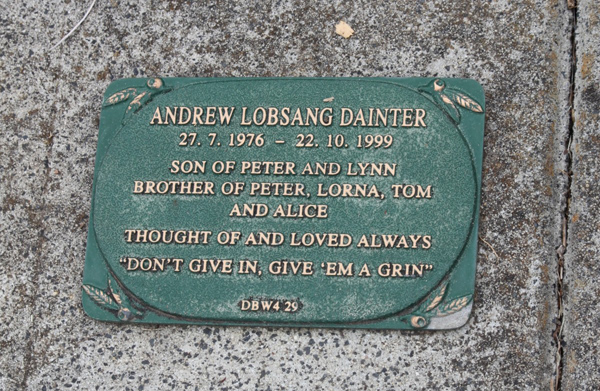 ANDREW LOBSANG DAINTER
27. 7. 1976 – 22. 10. 1999
SON OF PETER AND LYNN
BROTHER OF PETER, LORNA, TOM
AND ALICE
THOUGHT OF AND LOVED ALWAYS
“DON'T GIVE IN, GIVE ‘EM A GRIN”
DBW4 29